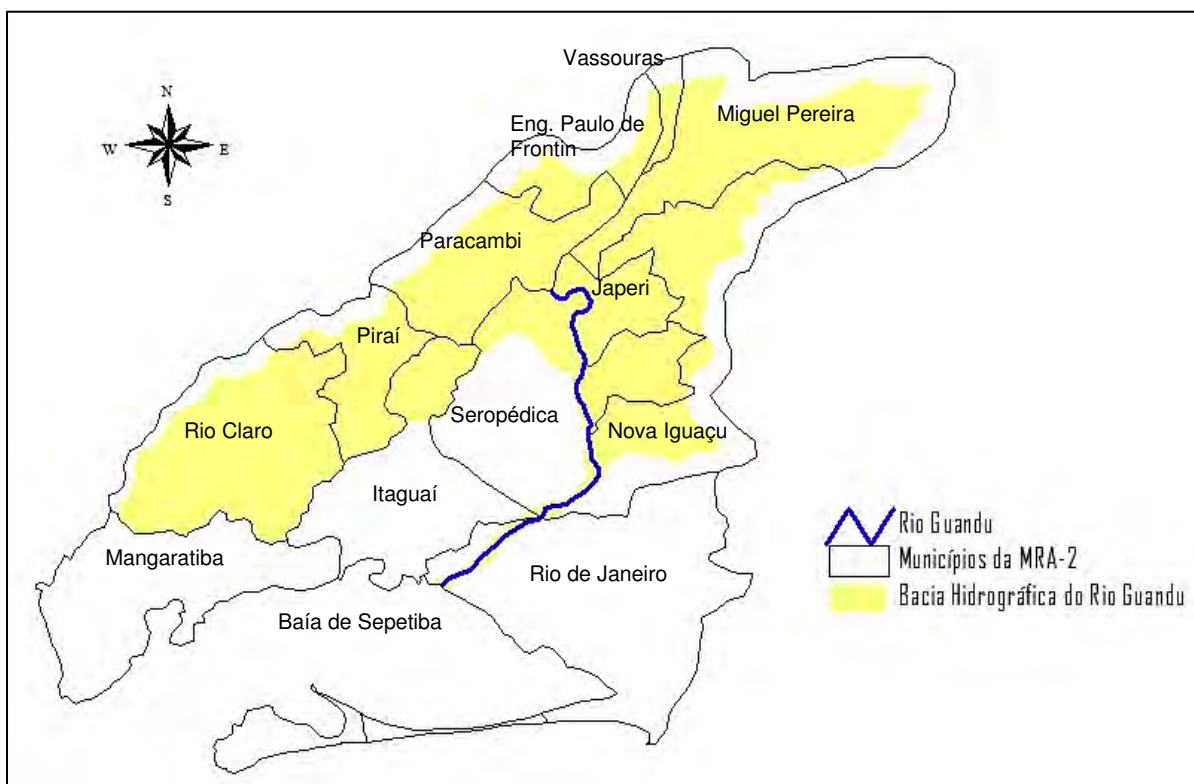 Vassouras
Miguel Pereira
Eng. Paulo de
Frontin
N
W
E
S
Paracambi
Japeri
Piraí
Seropédica
Rio Claro
Nova Iguaçu
Itaguaí
Mangaratiba
Rio de Janeiro
Baía de Sepetiba
Rio Guandu
Municípios da MRA-2
Bacia Hidrográfica do Rio Guandu